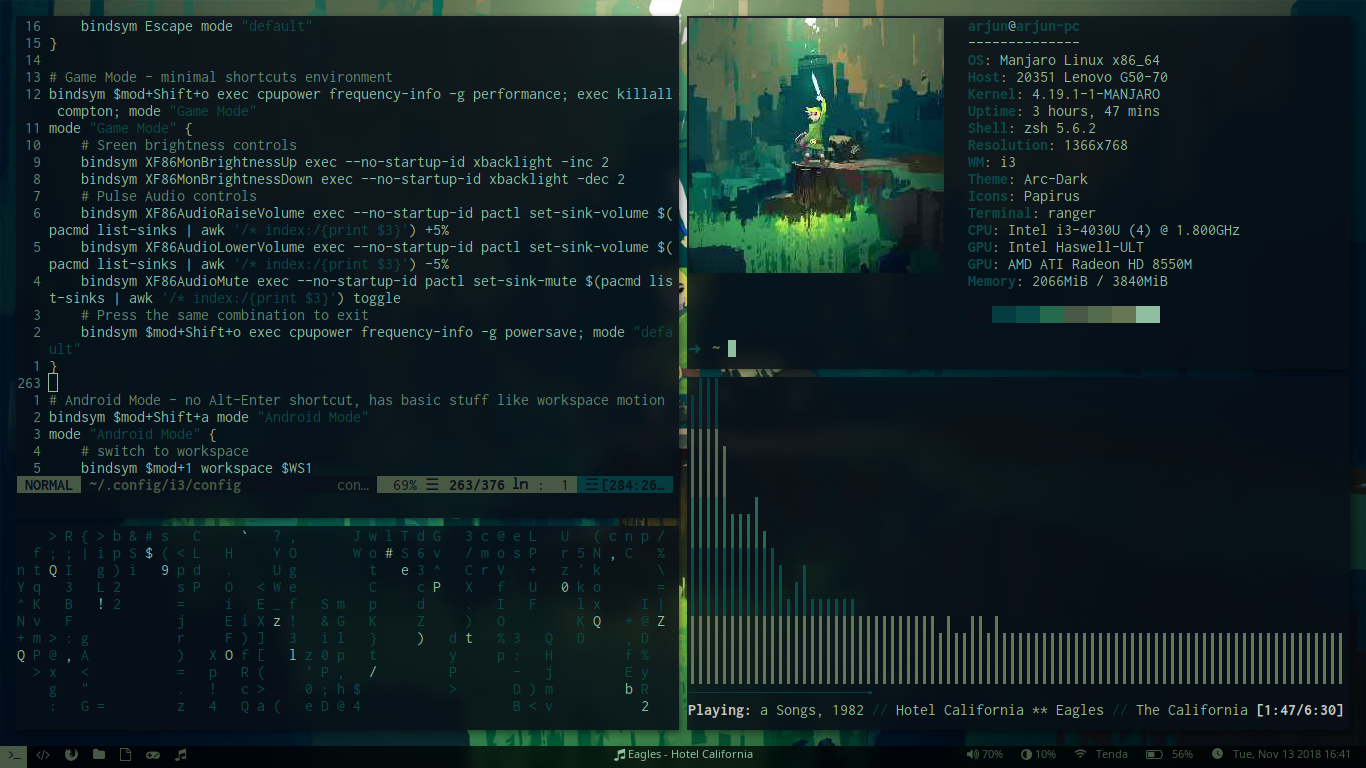 16     bindsym Escape mode "default"
15 }
14
13 # Game Mode – minimal shortcuts environment
12 bindsym $mod+Shift+o exec cpupower frequency-info -g performance; exec killall
 compton; mode "Game Mode"
11 mode "Game Mode" {
10     # Sreen brightness controls
9     bindsym XF86MonBrightnessUp exec --no-startup-id xbacklight -inc 2
8     bindsym XF86MonBrightnessDown exec --no-startup-id xbacklight -dec 2
7     # Pulse Audio controls
6     bindsym XF86AudioRaiseVolume exec --no-startup-id pactl set-sink-volume $(
pacmd list-sinks | awk '/* index:/{print $3}') +5%
5     bindsym XF86AudioLowerVolume exec --no-startup-id pactl set-sink-volume $(
pacmd list-sinks | awk '/* index:/{print $3}') -5%
4     bindsym XF86AudioMute exec --no-startup-id pactl set-sink-mute $(pacmd lis
t-sinks | awk '/* index:/{print $3}') toggle
3     # Press the same combination to exit
2     bindsym $mod+Shift+o exec cpupower frequency-info -g powersave; mode "defa
ult"
1 }
263
1 # Android Mode – no Alt-Enter shortcut, has basic stuff like workspace motion
2 bindsym $mod+Shift+a mode "Android Mode"
3 mode "Android Mode" {
4     # switch to workspace
5     bindsym $mod+1 workspace $WS1
NORMAL ~/.config/i3/config con… 69% ☰ 263/376 ln : 1 ☲[284:26…
arjun@arjun-pc
--------------
OS: Manjaro Linux x86_64
Host: 20351 Lenovo G50-70
Kernel: 4.19.1-1-MANJARO
Uptime: 3 hours, 47 mins
Shell: zsh 5.6.2
Resolution: 1366x768
WM: i3
Theme: Arc-Dark
Icons: Papirus
Terminal: ranger
CPU: Intel i3-4030U (4) @ 1.800GHz
GPU: Intel Haswell-ULT
GPU: AMD ATI Radeon HD 8550M
Memory: 2066MiB / 3840MiB
➜ ~
Playing: a Songs, 1982 // Hotel California ** Eagles // The California [1:47/6:30]
Eagles - Hotel California
70% 10% Tenda 56% Tue, Nov 13 2018 16:41